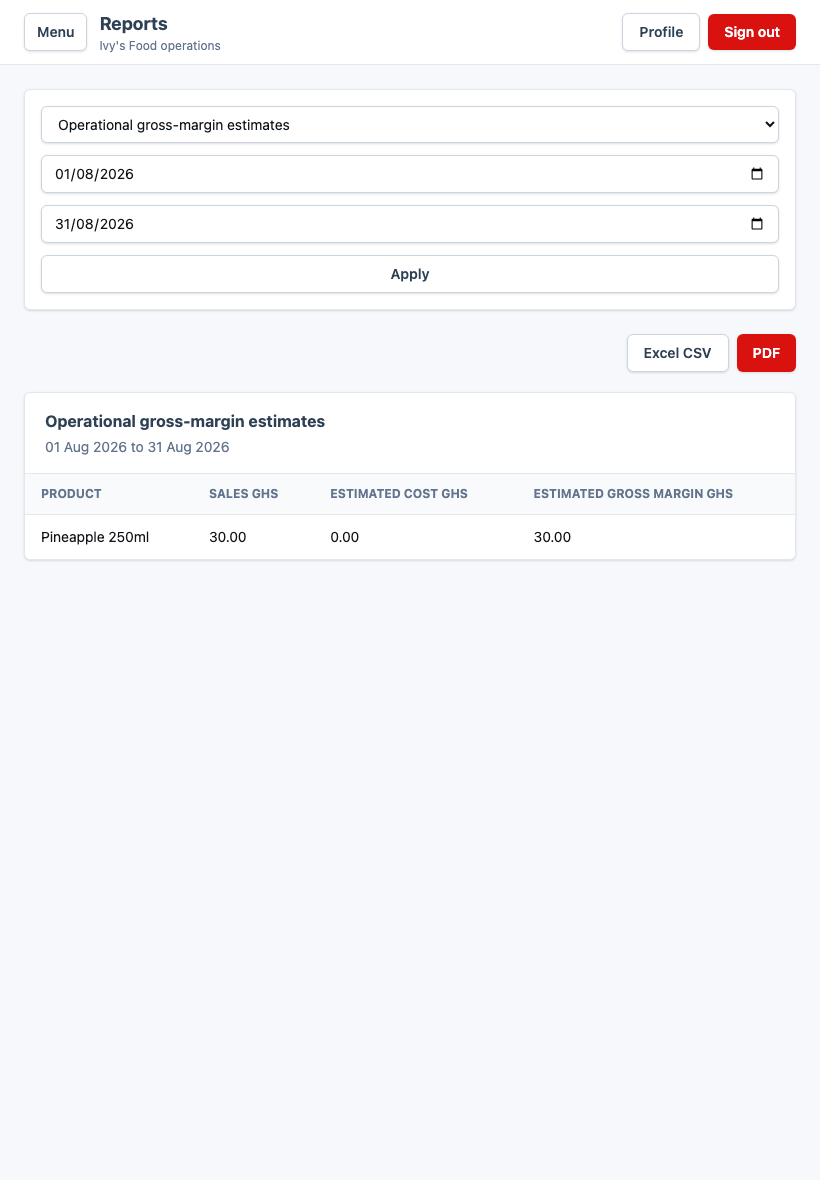 Menu
Reports
Ivy's Food operations
Profile
Sign out
Operational gross-margin estimates
01/08/2026
31/08/2026
Apply
Excel CSV
PDF
Operational gross-margin estimates
01 Aug 2026 to 31 Aug 2026
PRODUCT SALES GHS ESTIMATED COST GHS ESTIMATED GROSS MARGIN GHS
Pineapple 250ml 30.00 0.00 30.00